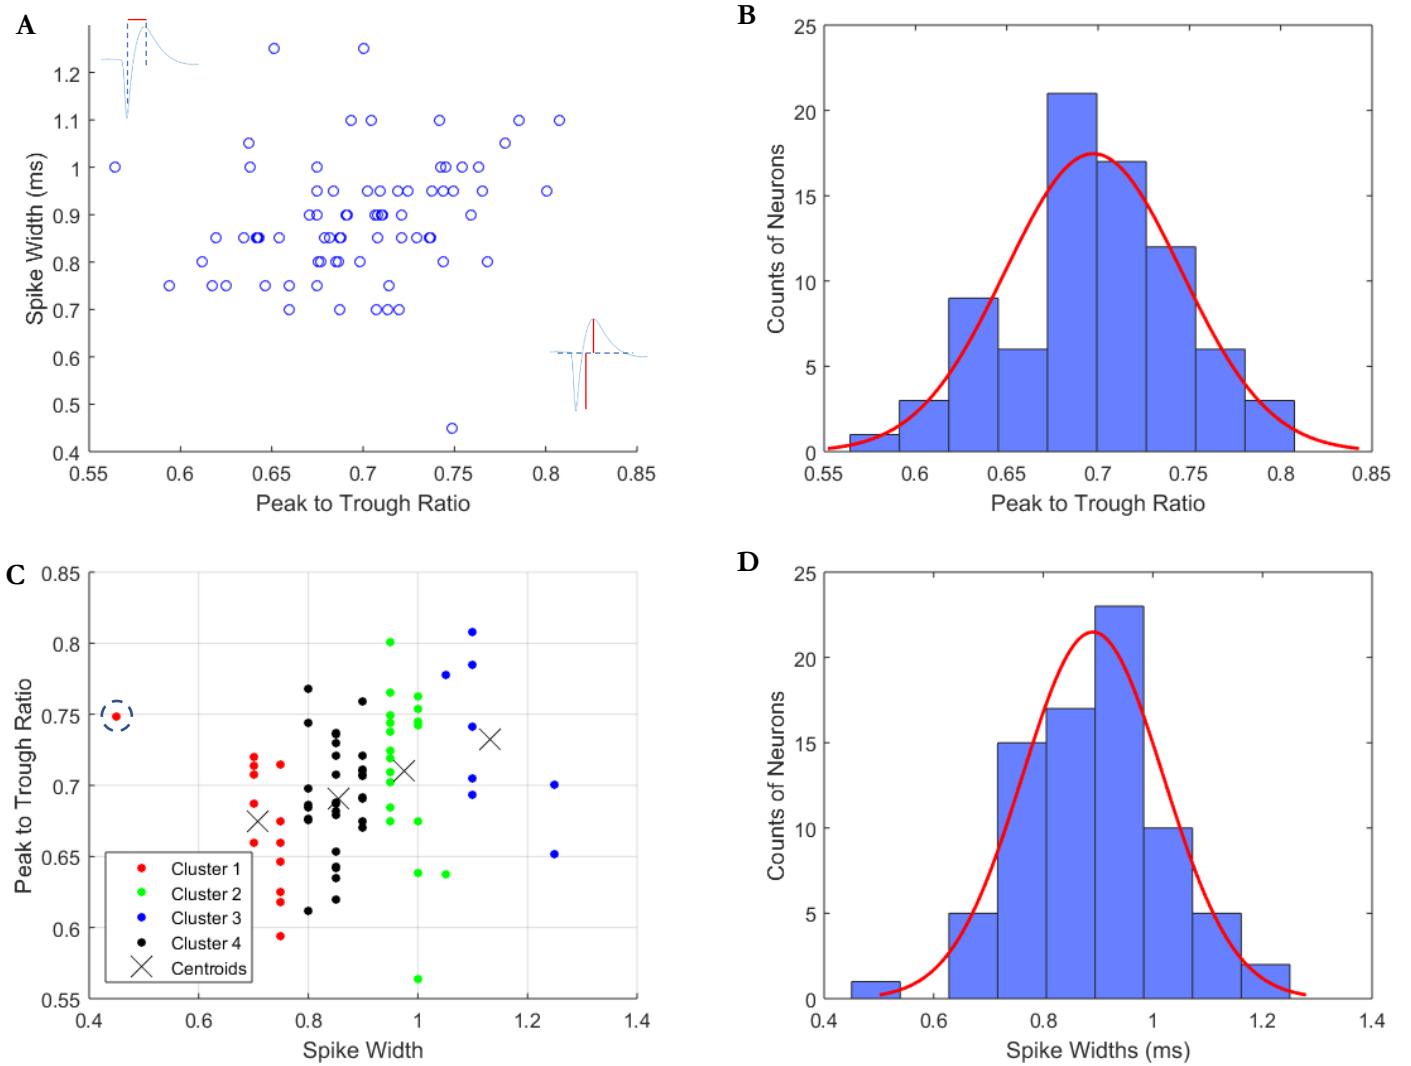 A
1.2
1.1
1
0.9
0.8
0.7
0.6
0.5
0.4
Spike Width (ms)
0.55 0.6 0.65 0.7 0.75 0.8 0.85
Peak to Trough Ratio
B
25
20
15
10
5
0
Counts of Neurons
0.55 0.6 0.65 0.7 0.75 0.8 0.85
Peak to Trough Ratio
C
0.85
0.8
0.75
0.7
0.65
0.6
0.55
Peak to Trough Ratio
Cluster 1
Cluster 2
Cluster 3
Cluster 4
Centroids
0.4 0.6 0.8 1 1.2 1.4
Spike Width
D
25
20
15
10
5
0
Counts of Neurons
0.4 0.6 0.8 1 1.2 1.4
Spike Widths (ms)